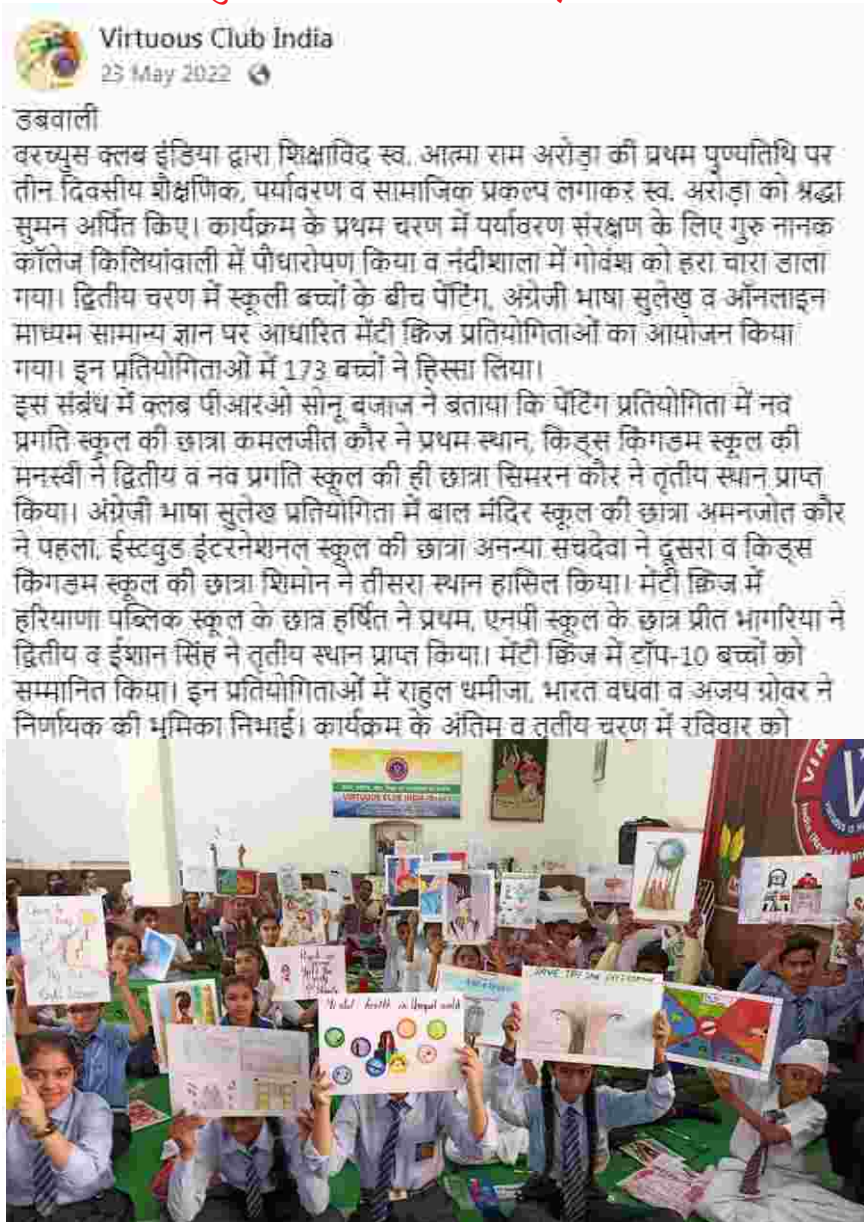 Virtuous Club India
23 May 2022
डबवाली
वरच्युस क्लब इंडिया द्वारा शिक्षाविद स्व. आत्मा राम अरोड़ा की प्रथम पुण्यतिथि पर
तीन दिवसीय शैक्षणिक, पर्यावरण व सामाजिक प्रकल्प लगाकर स्व. अरोड़ा को श्रद्धा
सुमन अर्पित किए। कार्यक्रम के प्रथम चरण में पर्यावरण संरक्षण के लिए गुरु नानक
कॉलेज किलियांवाली में पौधारोपण किया व नंदीशाला में गोवंश को हरा चारा डाला
गया। द्वितीय चरण में स्कूली बच्चों के बीच पेंटिंग, अंग्रेजी भाषा सुलेख व ऑनलाइन
माध्यम सामान्य ज्ञान पर आधारित मेंटी क्विज प्रतियोगिताओं का आयोजन किया
गया। इन प्रतियोगिताओं में 173 बच्चों ने हिस्सा लिया।
इस संबंध में क्लब पीआरओ सोनू बजाज ने बताया कि पेंटिंग प्रतियोगिता में नव
प्रगति स्कूल की छात्रा कमलजीत कौर ने प्रथम स्थान, किड्स किंगडम स्कूल की
मनस्वी ने द्वितीय व नव प्रगति स्कूल की ही छात्रा सिमरन कौर ने तृतीय स्थान प्राप्त
किया। अंग्रेजी भाषा सुलेख प्रतियोगिता में बाल मंदिर स्कूल की छात्रा अमनजोत कौर
ने पहला, ईस्टवुड इंटरनेशनल स्कूल की छात्रा अनन्या सचदेवा ने दूसरा व किड्स
किंगडम स्कूल की छात्रा शिमोन ने तीसरा स्थान हासिल किया। मेंटी क्विज में
हरियाणा पब्लिक स्कूल के छात्र हर्षित ने प्रथम, एनपी स्कूल के छात्र प्रीत भागरिया ने
द्वितीय व ईशान सिंह ने तृतीय स्थान प्राप्त किया। मेंटी क्विज में टॉप-10 बच्चों को
सम्मानित किया। इन प्रतियोगिताओं में राहुल धमीजा, भारत वधवा व अजय ग्रोवर ने
निर्णायक की भूमिका निभाई। कार्यक्रम के अंतिम व तृतीय चरण में रविवार को
VIRTUOUS CLUB INDIA
health in Unequal world
SAVE